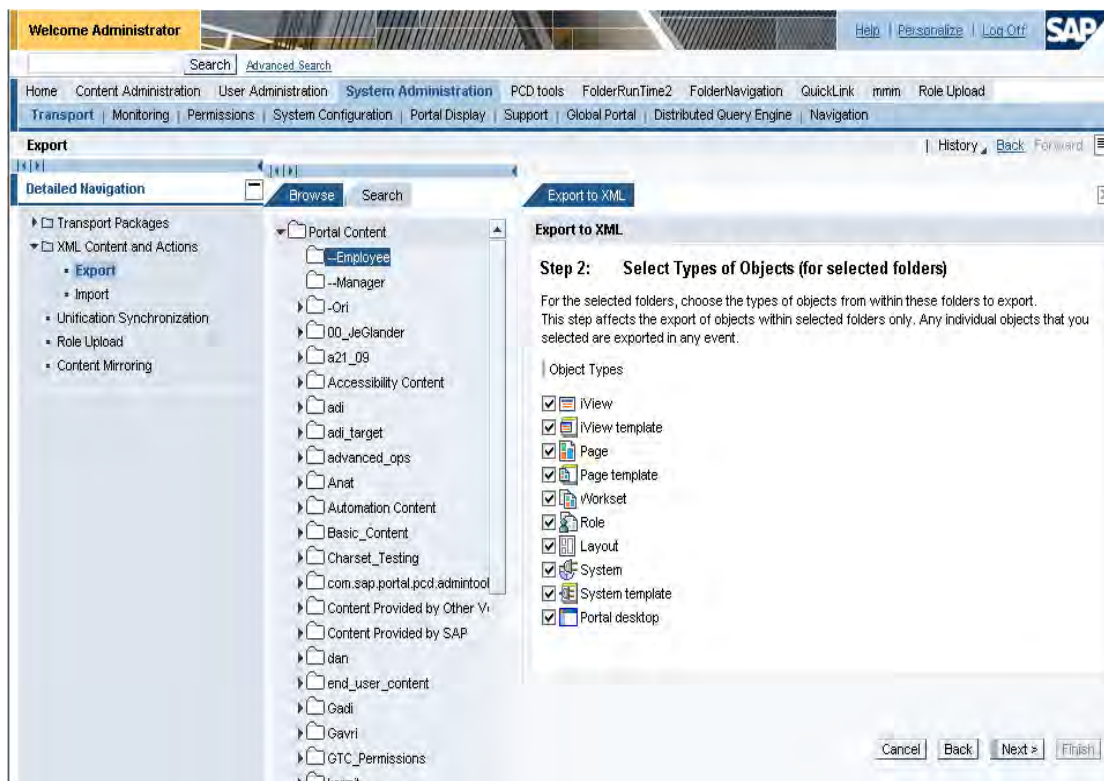 Welcome Administrator
Help | Personalize | Log Off
SAP
Search Advanced Search
Home Content Administration User Administration System Administration PCD tools FolderRunTime2 FolderNavigation QuickLink mmm Role Upload
Transport | Monitoring | Permissions | System Configuration | Portal Display | Support | Global Portal | Distributed Query Engine | Navigation
Export
| History Back Forward
Detailed Navigation
Transport Packages
XML Content and Actions
Export
Import
Unification Synchronization
Role Upload
Content Mirroring
Browse Search
Portal Content
--Employee
--Manager
-Ori
00_JeGlander
a21_09
Accessibility Content
adi
adi_target
advanced_ops
Anat
Automation Content
Basic_Content
Charset_Testing
com.sap.portal.pcd.admintool
Content Provided by Other
Content Provided by SAP
dan
end_user_content
Gadi
Gavri
GTC_Permissions
Export to XML
Export to XML
Step 2: Select Types of Objects (for selected folders)
For the selected folders, choose the types of objects from within these folders to export.
This step affects the export of objects within selected folders only. Any individual objects that you
selected are exported in any event.
Object Types
iView
iView template
Page
Page template
Workset
Role
Layout
System
System template
Portal desktop
Cancel Back Next > Finish